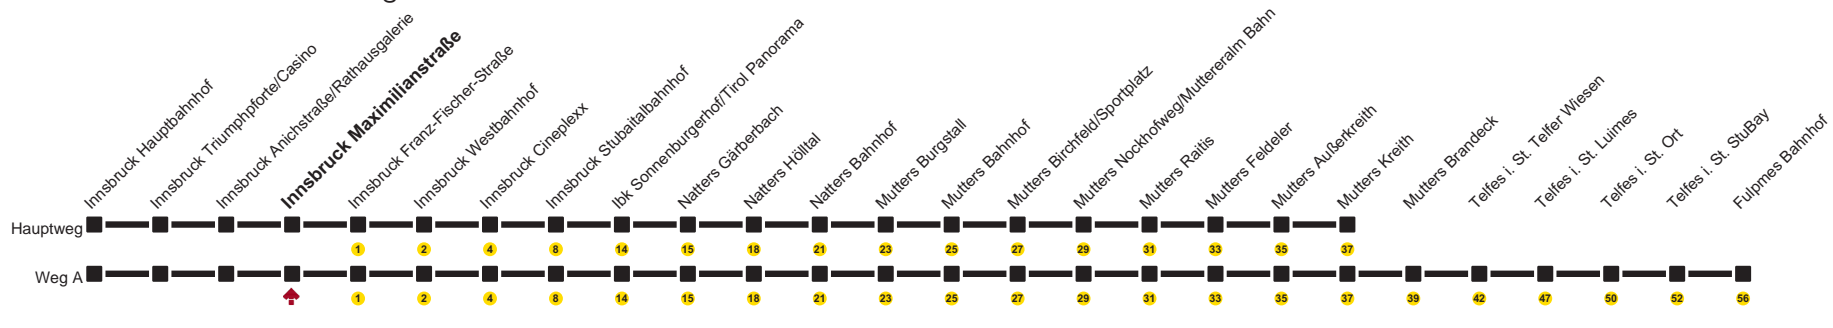 Innsbruck Hauptbahnhof
Innsbruck Triumphpforte/Casino
Innsbruck Anichstraße/Rathausgalerie
Innsbruck Maximilianstraße
Innsbruck Franz-Fischer-Straße
Innsbruck Westbahnhof
Innsbruck Cineplexx
Innsbruck Stubaitalbahnhof
Ibk Sonnenburgerhof/Tirol Panorama
Natters Gärberbach
Natters Hölltal
Natters Bahnhof
Mutters Burgstall
Mutters Bahnhof
Mutters Birchfeld/Sportplatz
Mutters Nockhofweg/Muttereralm Bahn
Mutters Raitis
Mutters Feldeler
Mutters Außerkreith
Mutters Kreith
Mutters Brandeck
Telfes i. St. Telfer Wiesen
Telfes i. St. Luimes
Telfes i. St. Ort
Telfes i. St. StuBay
Fulpmes Bahnhof
Hauptweg
1 2 4 8 14 15 18 21 23 25 27 29 31 33 35 37
Weg A
1 2 4 8 14 15 18 21 23 25 27 29 31 33 35 37 39 42 47 50 52 56